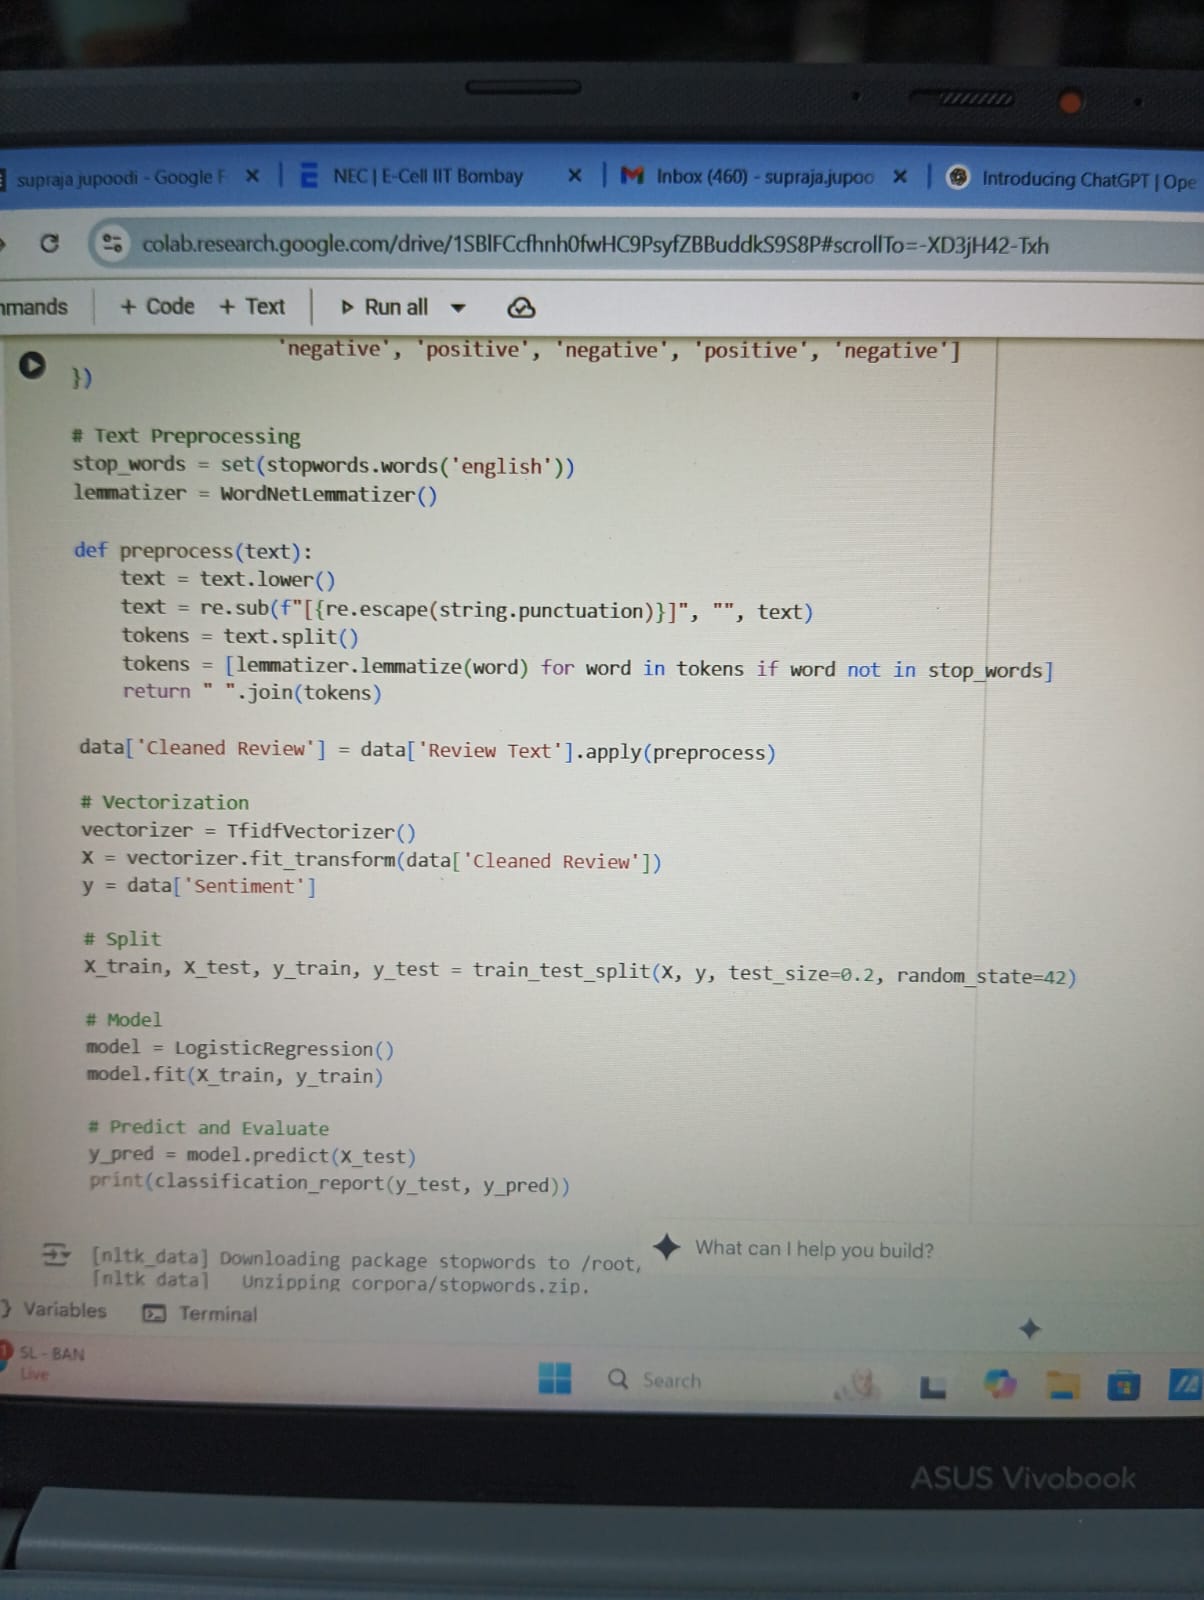 supraja jupoodi - Google F
NEC | E-Cell IIT Bombay
Inbox (460) - supraja.jupoo
Introducing ChatGPT | Ope
colab.research.google.com/drive/1SBlFCcfhnh0fwHC9PsyfZBBuddkS9S8P#scrollTo=-XD3jH42-Txh
mmands
+ Code + Text
Run all
'negative', 'positive', 'negative', 'positive', 'negative']
})
# Text Preprocessing
stop_words = set(stopwords.words('english'))
lemmatizer = WordNetLemmatizer()
def preprocess(text):
    text = text.lower()
    text = re.sub(f"[{re.escape(string.punctuation)}]", "", text)
    tokens = text.split()
    tokens = [lemmatizer.lemmatize(word) for word in tokens if word not in stop_words]
    return " ".join(tokens)
data['Cleaned Review'] = data['Review Text'].apply(preprocess)
# Vectorization
vectorizer = TfidfVectorizer()
X = vectorizer.fit_transform(data['Cleaned Review'])
y = data['Sentiment']
# Split
X_train, X_test, y_train, y_test = train_test_split(X, y, test_size=0.2, random_state=42)
# Model
model = LogisticRegression()
model.fit(X_train, y_train)
# Predict and Evaluate
y_pred = model.predict(X_test)
print(classification_report(y_test, y_pred))
[nltk_data] Downloading package stopwords to /root,
[nltk data]   Unzipping corpora/stopwords.zip.
What can I help you build?
Variables
Terminal
1
SL - BAN
Live
Search
ASUS Vivobook